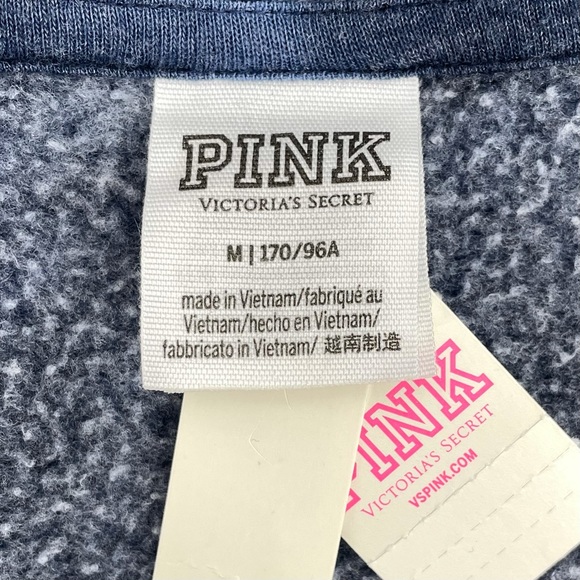 PINK
VICTORIA'S SECRET
M | 170/96A
made in Vietnam/fabriqué au
Vietnam/hecho en Vietnam/
fabbricato in Vietnam/ 越南制造
PINK
VICTORIA'S SECRET
VSPINK.COM